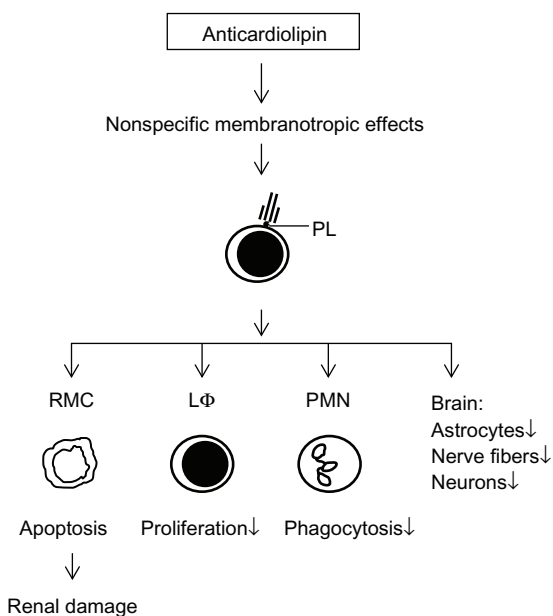 Anticardiolipin
Nonspecific membranotropic effects
PL
RMC
LΦ
PMN
Brain:
Astrocytes↓
Nerve fibers↓
Neurons↓
Apoptosis
Proliferation↓
Phagocytosis↓
Renal damage